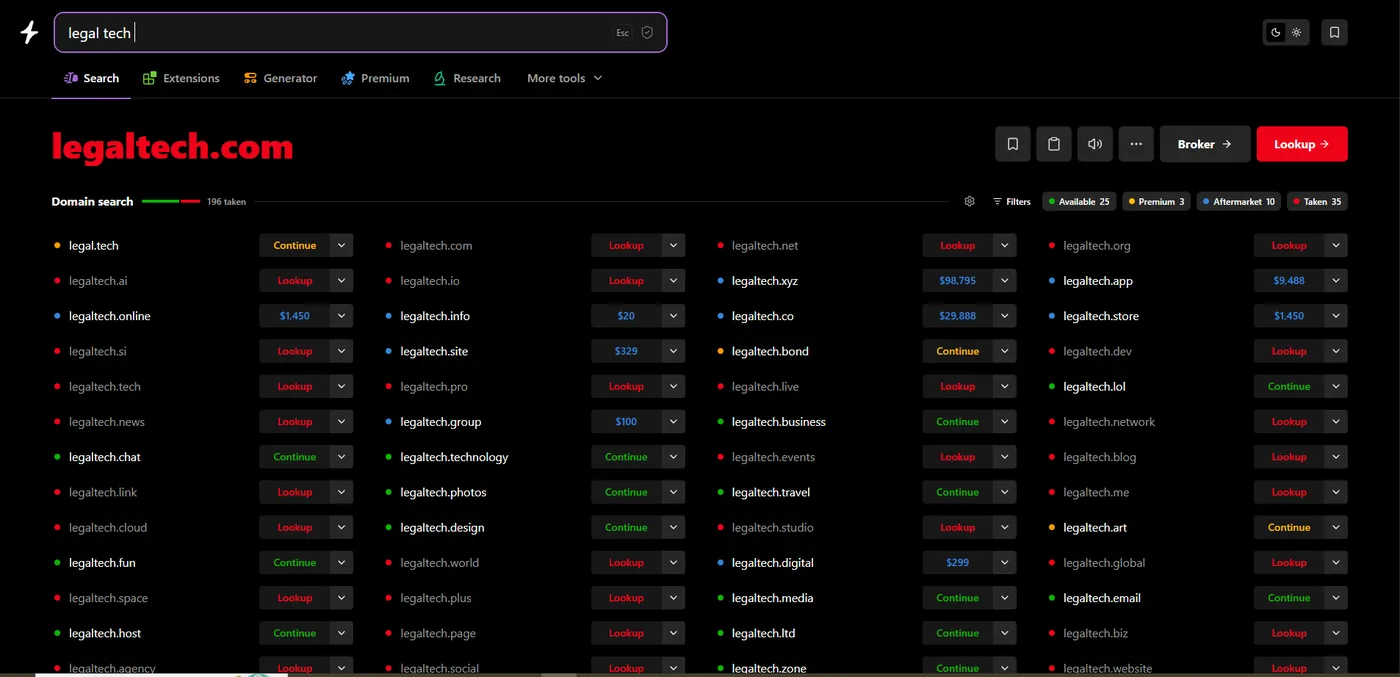 legal tech Esc
Search Extensions Generator Premium Research More tools
legaltech.com Broker → Lookup →
Domain search 196 taken Filters Available 25 Premium 3 Aftermarket 10 Taken 35
legal.tech Continue legaltech.com Lookup legaltech.net Lookup legaltech.org Lookup
legaltech.ai Lookup legaltech.io Lookup legaltech.xyz $98,795 legaltech.app $9,488
legaltech.online $1,450 legaltech.info $20 legaltech.co $29,888 legaltech.store $1,450
legaltech.si Lookup legaltech.site $329 legaltech.bond Continue legaltech.dev Lookup
legaltech.tech Lookup legaltech.pro Lookup legaltech.live Lookup legaltech.lol Continue
legaltech.news Lookup legaltech.group $100 legaltech.business Continue legaltech.network Lookup
legaltech.chat Continue legaltech.technology Continue legaltech.events Lookup legaltech.blog Lookup
legaltech.link Lookup legaltech.photos Continue legaltech.travel Continue legaltech.me Lookup
legaltech.cloud Lookup legaltech.design Continue legaltech.studio Lookup legaltech.art Continue
legaltech.fun Continue legaltech.world Lookup legaltech.digital $299 legaltech.global Lookup
legaltech.space Lookup legaltech.plus Lookup legaltech.media Continue legaltech.email Continue
legaltech.host Continue legaltech.page Lookup legaltech.ltd Continue legaltech.biz Lookup
legaltech.agency Lookup legaltech.social Lookup legaltech.zone Continue legaltech.website Lookup